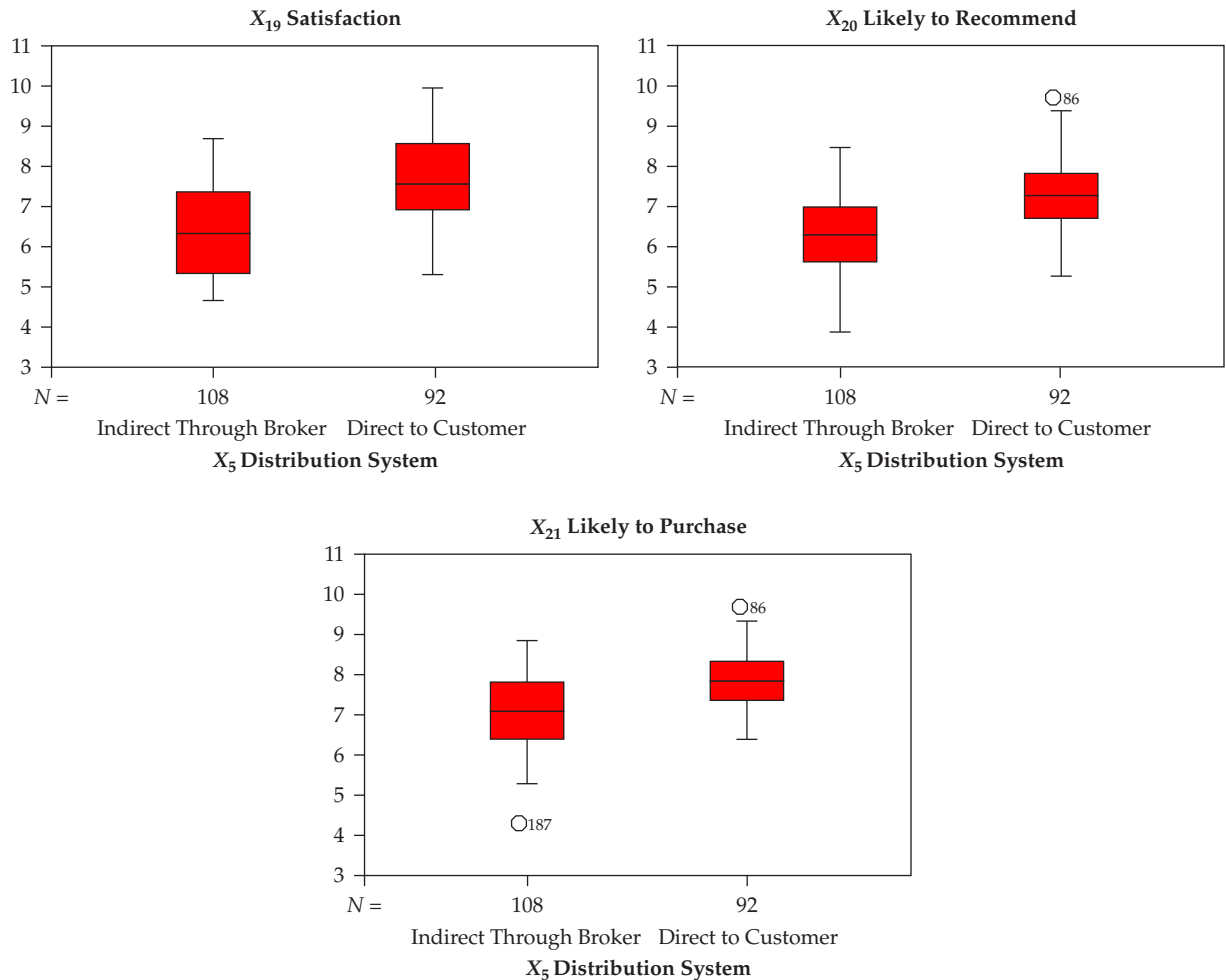 X19 Satisfaction
11
10
9
8
7
6
5
4
3
N = 108 92
Indirect Through Broker Direct to Customer
X5 Distribution System
X20 Likely to Recommend
11
10
9
8
7
6
5
4
3
86
N = 108 92
Indirect Through Broker Direct to Customer
X5 Distribution System
X21 Likely to Purchase
11
10
9
8
7
6
5
4
3
86
187
N = 108 92
Indirect Through Broker Direct to Customer
X5 Distribution System